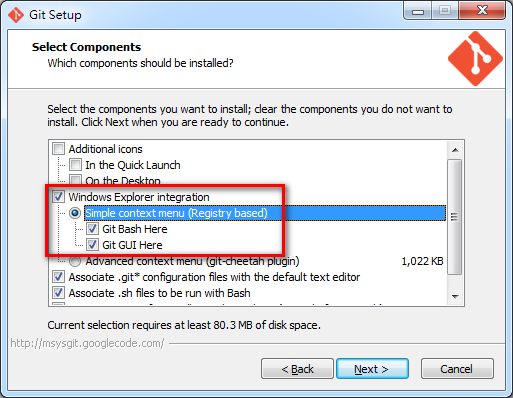 Git Setup
Select Components
Which components should be installed?
Select the components you want to install; clear the components you do not want to
install. Click Next when you are ready to continue.
Additional icons
In the Quick Launch
On the Desktop
Windows Explorer integration
Simple context menu (Registry based)
Git Bash Here
Git GUI Here
Advanced context menu (git-cheetah plugin) 1,022 KB
Associate .git* configuration files with the default text editor
Associate .sh files to be run with Bash
Current selection requires at least 80.3 MB of disk space.
http://msysgit.googlecode.com/
< Back
Next >
Cancel